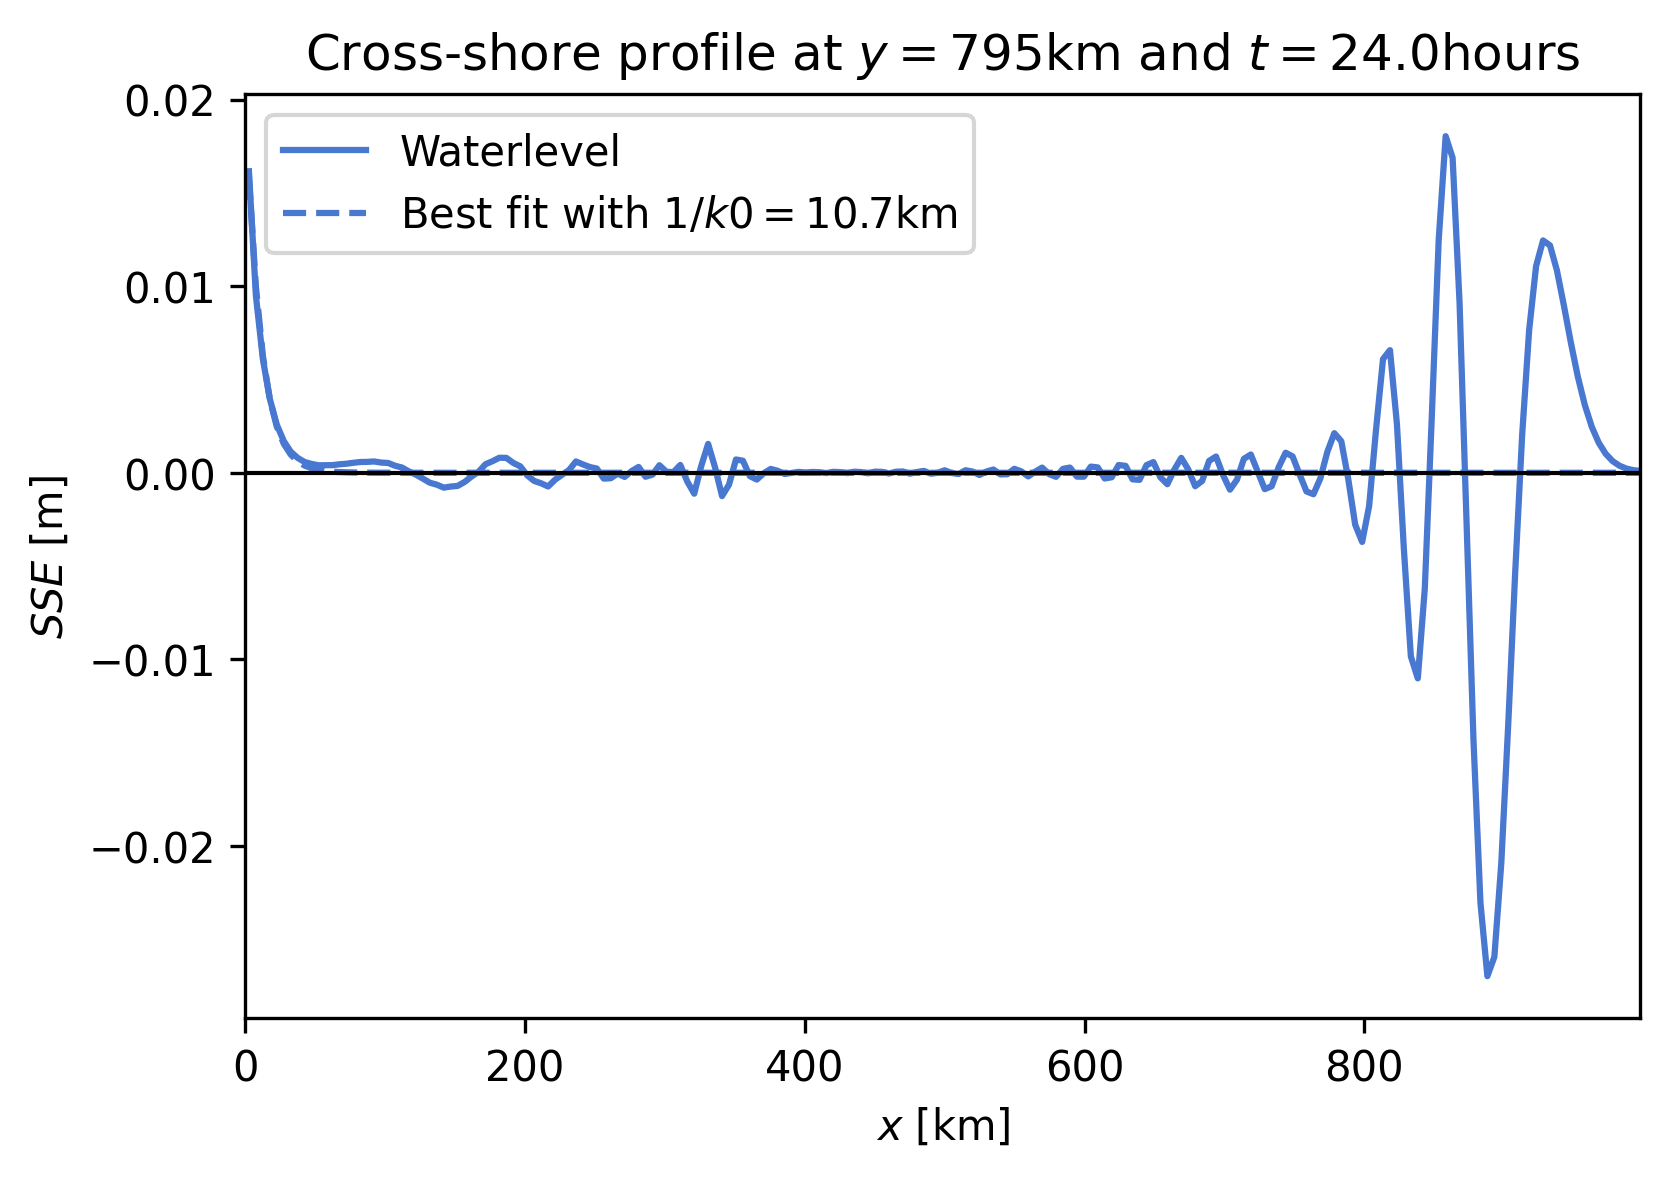 Cross-shore profile at y = 795km and t = 24.0hours
Waterlevel
Best fit with 1/k0 = 10.7km
0.02
0.01
0.00
−0.01
−0.02
SSE [m]
0 200 400 600 800
x [km]